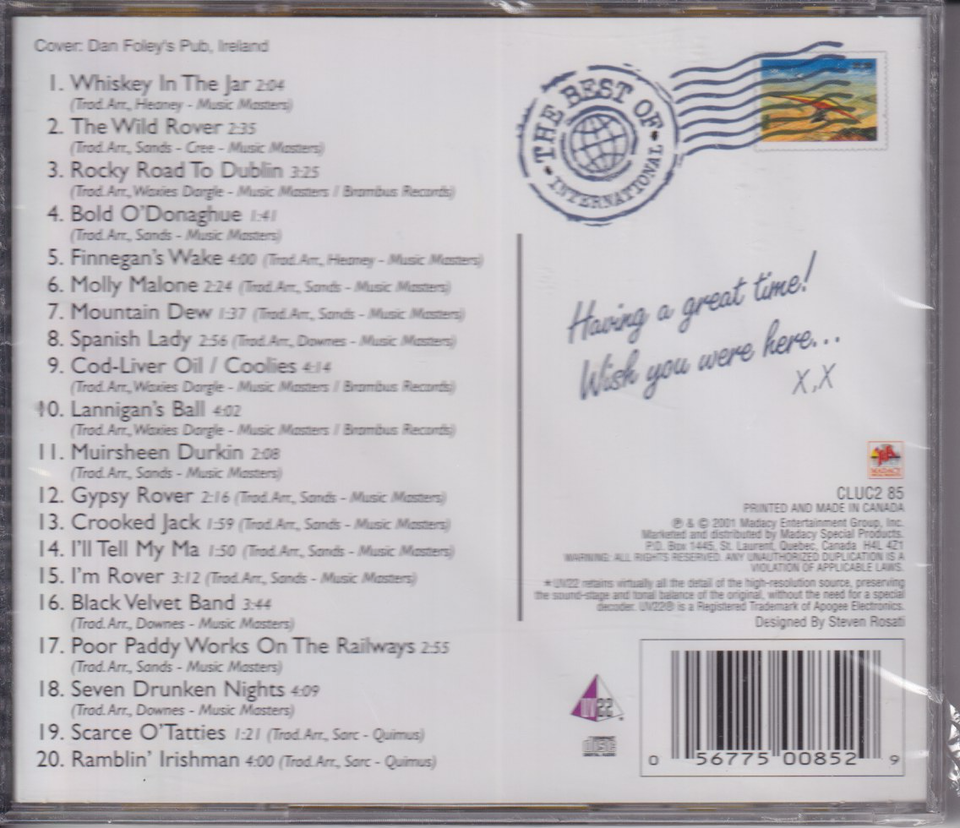 Cover: Dan Foley's Pub, Ireland
1. Whiskey In The Jar 2:04
(Trad. Arr., Heaney - Music Masters)
2. The Wild Rover 2:35
(Trad. Arr., Sands - Cree - Music Masters)
3. Rocky Road To Dublin 3:25
(Trad. Arr., Waxies Dargle - Music Masters / Brambus Records)
4. Bold O'Donaghue 1:41
(Trad. Arr., Sands - Music Masters)
5. Finnegan's Wake 4:00 (Trad. Arr., Heaney - Music Masters)
6. Molly Malone 2:24 (Trad. Arr., Sands - Music Masters)
7. Mountain Dew 1:37 (Trad. Arr., Sands - Music Masters)
8. Spanish Lady 2:56 (Trad. Arr., Downes - Music Masters)
9. Cod-Liver Oil / Coolies 4:14
(Trad. Arr., Waxies Dargle - Music Masters / Brambus Records)
10. Lannigan's Ball 4:02
(Trad. Arr., Waxies Dargle - Music Masters / Brambus Records)
11. Muirsheen Durkin 2:08
(Trad. Arr., Sands - Music Masters)
12. Gypsy Rover 2:16 (Trad. Arr., Sands - Music Masters)
13. Crooked Jack 1:59 (Trad. Arr., Sands - Music Masters)
14. I'll Tell My Ma 1:50 (Trad. Arr., Sands - Music Masters)
15. I'm Rover 3:12 (Trad. Arr., Sands - Music Masters)
16. Black Velvet Band 3:44
(Trad. Arr., Downes - Music Masters)
17. Poor Paddy Works On The Railways 2:55
(Trad. Arr., Sands - Music Masters)
18. Seven Drunken Nights 4:09
(Trad. Arr., Downes - Music Masters)
19. Scarce O'Tatties 1:21 (Trad. Arr., Sarc - Quimus)
20. Ramblin' Irishman 4:00 (Trad. Arr., Sarc - Quimus)
THE BEST OF
INTERNATIONAL
Having a great time!
Wish you were here...
X,X
MADACY
CLUC2 85
PRINTED AND MADE IN CANADA
℗ & © 2001 Madacy Entertainment Group, Inc.
Marketed and distributed by Madacy Special Products.
P.O. Box 1445, St. Laurent, Quebec, Canada H4L 4Z1
WARNING: ALL RIGHTS RESERVED. ANY UNAUTHORIZED DUPLICATION IS A
VIOLATION OF APPLICABLE LAWS.
* UV22 retains virtually all the detail of the high-resolution source, preserving
the sound-stage and tonal balance of the original, without the need for a special
decoder. UV22® is a Registered Trademark of Apogee Electronics.
Designed By Steven Rosati
UV22
0 56775 00852 9